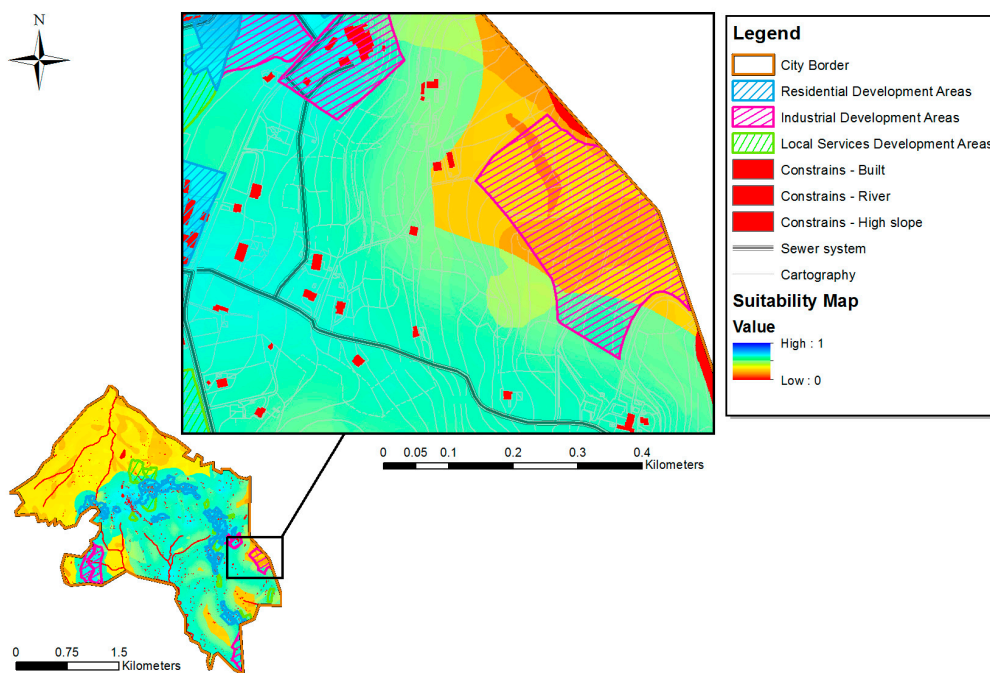 N
Legend
City Border
Residential Development Areas
Industrial Development Areas
Local Services Development Areas
Constrains - Built
Constrains - River
Constrains - High slope
Sewer system
Cartography
Suitability Map
Value
High : 1
Low : 0
0 0.05 0.1 0.2 0.3 0.4
Kilometers
0 0.75 1.5
Kilometers